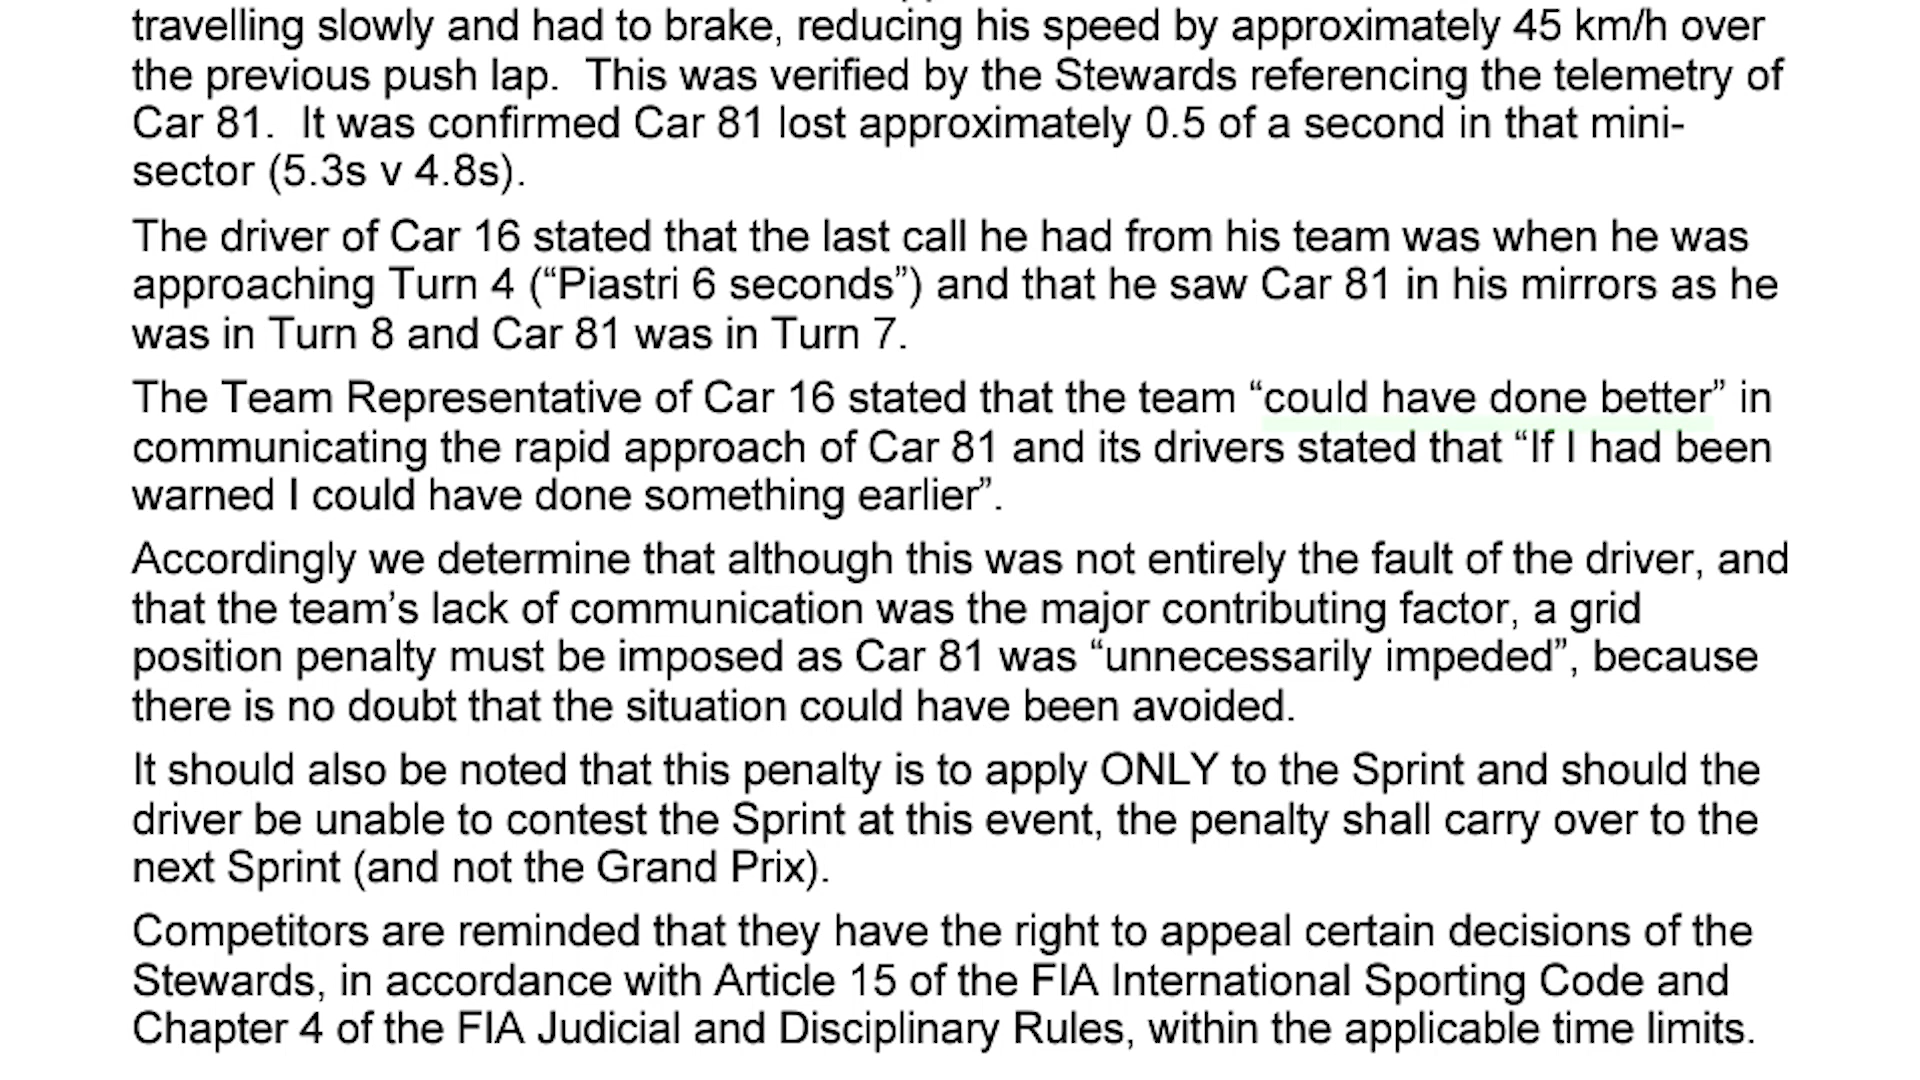 travelling slowly and had to brake, reducing his speed by approximately 45 km/h over
the previous push lap.  This was verified by the Stewards referencing the telemetry of
Car 81.  It was confirmed Car 81 lost approximately 0.5 of a second in that mini-
sector (5.3s v 4.8s).
The driver of Car 16 stated that the last call he had from his team was when he was
approaching Turn 4 (“Piastri 6 seconds”) and that he saw Car 81 in his mirrors as he
was in Turn 8 and Car 81 was in Turn 7.
The Team Representative of Car 16 stated that the team “could have done better” in
communicating the rapid approach of Car 81 and its drivers stated that “If I had been
warned I could have done something earlier”.
Accordingly we determine that although this was not entirely the fault of the driver, and
that the team’s lack of communication was the major contributing factor, a grid
position penalty must be imposed as Car 81 was “unnecessarily impeded”, because
there is no doubt that the situation could have been avoided.
It should also be noted that this penalty is to apply ONLY to the Sprint and should the
driver be unable to contest the Sprint at this event, the penalty shall carry over to the
next Sprint (and not the Grand Prix).
Competitors are reminded that they have the right to appeal certain decisions of the
Stewards, in accordance with Article 15 of the FIA International Sporting Code and
Chapter 4 of the FIA Judicial and Disciplinary Rules, within the applicable time limits.